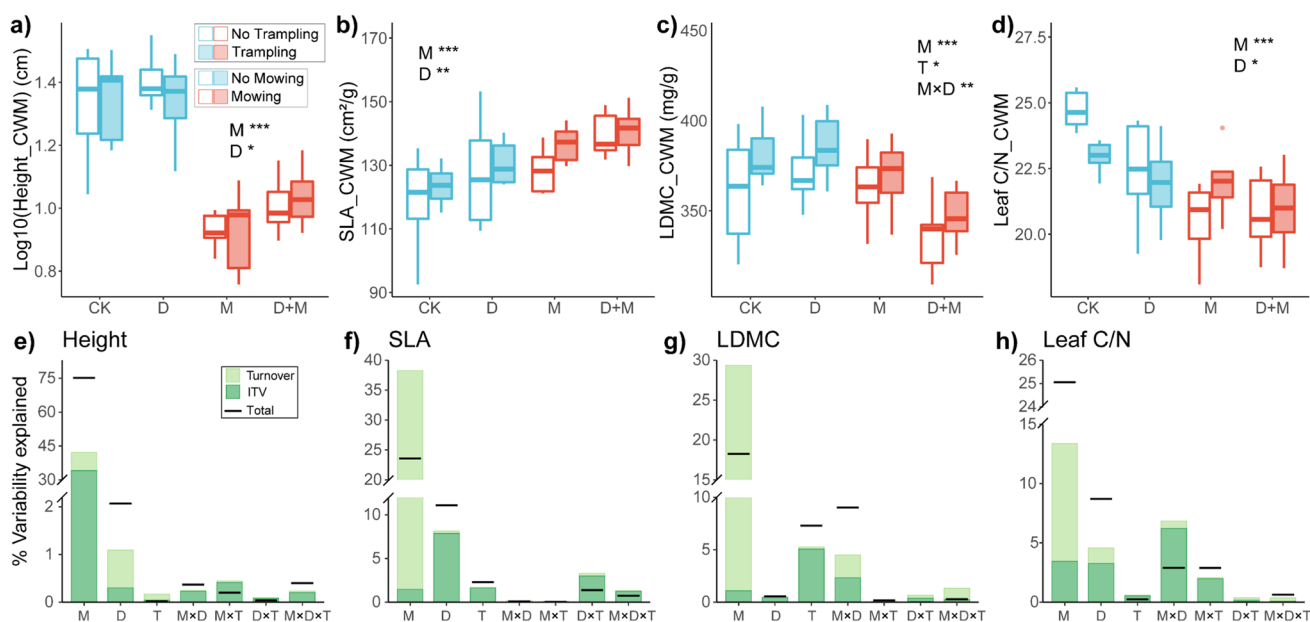 a)
No Trampling
Trampling
No Mowing
Mowing
M ***
D *
Log10(Height_CWM) (cm)
1.4
1.2
1.0
0.8
CK D M D+M
b)
M ***
D **
SLA_CWM (cm²/g)
170
150
130
110
90
CK D M D+M
c)
M ***
T *
M×D **
LDMC_CWM (mg/g)
450
400
350
CK D M D+M
d)
M ***
D *
Leaf C/N_CWM
27.5
25.0
22.5
20.0
CK D M D+M
e) Height
Turnover
ITV
Total
% Variability explained
75
45
30
2
1
0
M D T M×D M×T D×T M×D×T
f) SLA
40
35
30
25
20
10
5
0
M D T M×D M×T D×T M×D×T
g) LDMC
30
25
20
15
10
5
0
M D T M×D M×T D×T M×D×T
h) Leaf C/N
26
25
24
15
10
5
0
M D T M×D M×T D×T M×D×T